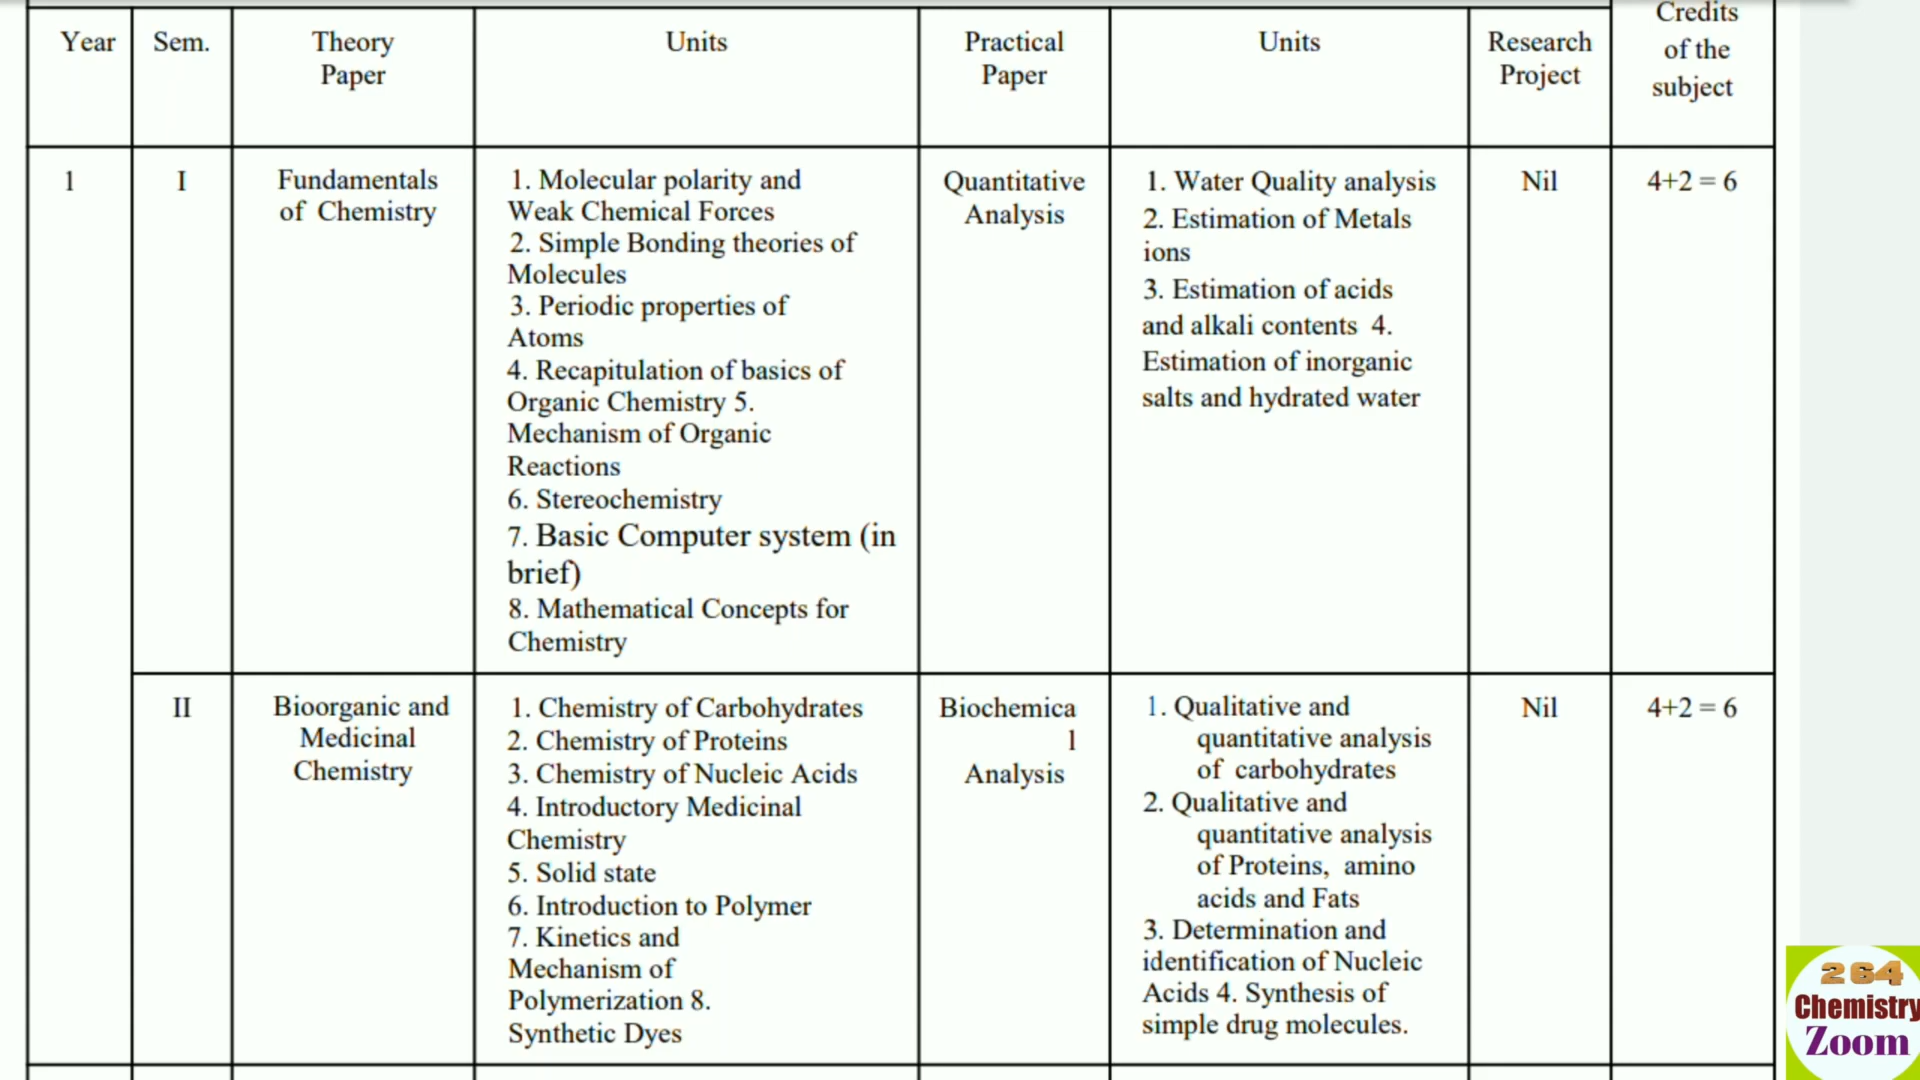 Year
Sem.
Theory
Paper
Units
Practical
Paper
Units
Research
Project
Credits
of the
subject
1
I
Fundamentals
of Chemistry
1. Molecular polarity and
Weak Chemical Forces
2. Simple Bonding theories of
Molecules
3. Periodic properties of
Atoms
4. Recapitulation of basics of
Organic Chemistry 5.
Mechanism of Organic
Reactions
6. Stereochemistry
7. Basic Computer system (in
brief)
8. Mathematical Concepts for
Chemistry
Quantitative
Analysis
1. Water Quality analysis
2. Estimation of Metals
ions
3. Estimation of acids
and alkali contents 4.
Estimation of inorganic
salts and hydrated water
Nil
4+2 = 6
II
Bioorganic and
Medicinal
Chemistry
1. Chemistry of Carbohydrates
2. Chemistry of Proteins
3. Chemistry of Nucleic Acids
4. Introductory Medicinal
Chemistry
5. Solid state
6. Introduction to Polymer
7. Kinetics and
Mechanism of
Polymerization 8.
Synthetic Dyes
Biochemica
l
Analysis
1. Qualitative and
quantitative analysis
of carbohydrates
2. Qualitative and
quantitative analysis
of Proteins, amino
acids and Fats
3. Determination and
identification of Nucleic
Acids 4. Synthesis of
simple drug molecules.
Nil
4+2 = 6
264
Chemistry
Zoom